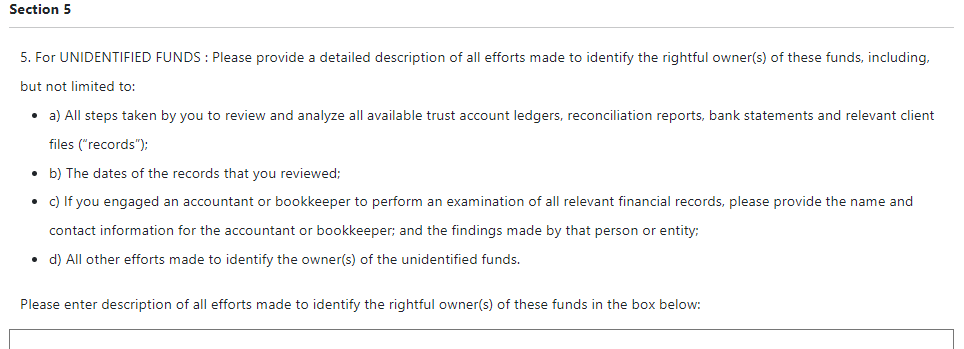 Section 5
5. For UNIDENTIFIED FUNDS : Please provide a detailed description of all efforts made to identify the rightful owner(s) of these funds, including,
but not limited to:
• a) All steps taken by you to review and analyze all available trust account ledgers, reconciliation reports, bank statements and relevant client
files ("records");
• b) The dates of the records that you reviewed;
• c) If you engaged an accountant or bookkeeper to perform an examination of all relevant financial records, please provide the name and
contact information for the accountant or bookkeeper; and the findings made by that person or entity;
• d) All other efforts made to identify the owner(s) of the unidentified funds.
Please enter description of all efforts made to identify the rightful owner(s) of these funds in the box below: